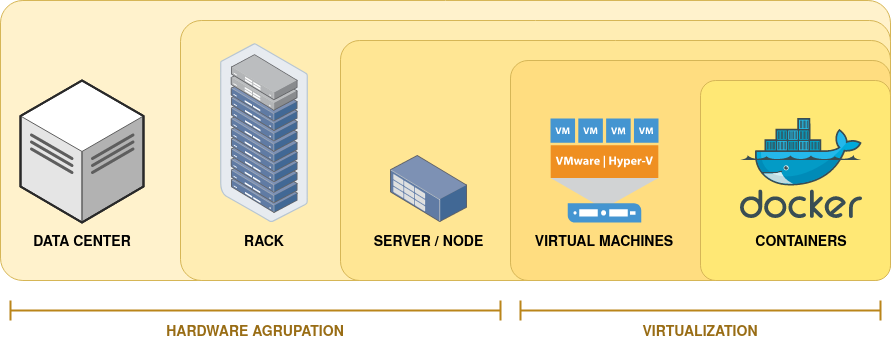 VM VM VM VM
VMware | Hyper-V
docker
DATA CENTER
RACK
SERVER / NODE
VIRTUAL MACHINES
CONTAINERS
HARDWARE AGRUPATION
VIRTUALIZATION